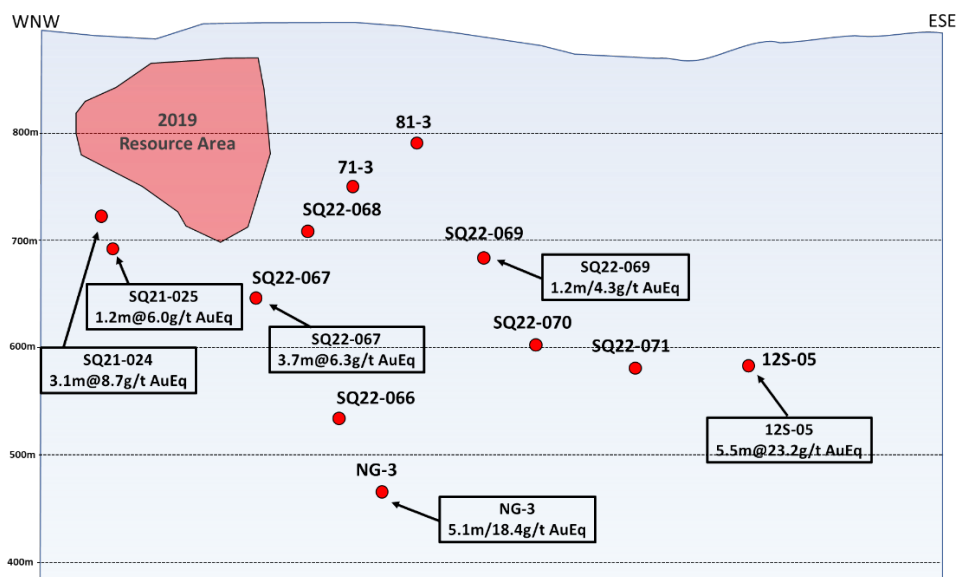 WNW
ESE
2019
Resource Area
81-3
800m
71-3
SQ22-068
SQ22-069
700m
SQ22-067
SQ22-069
1.2m/4.3g/t AuEq
SQ21-025
1.2m@6.0g/t AuEq
SQ22-070
SQ22-067
3.7m@6.3g/t AuEq
SQ22-071
600m
SQ21-024
3.1m@8.7g/t AuEq
12S-05
SQ22-066
12S-05
5.5m@23.2g/t AuEq
500m
NG-3
NG-3
5.1m/18.4g/t AuEq
400m